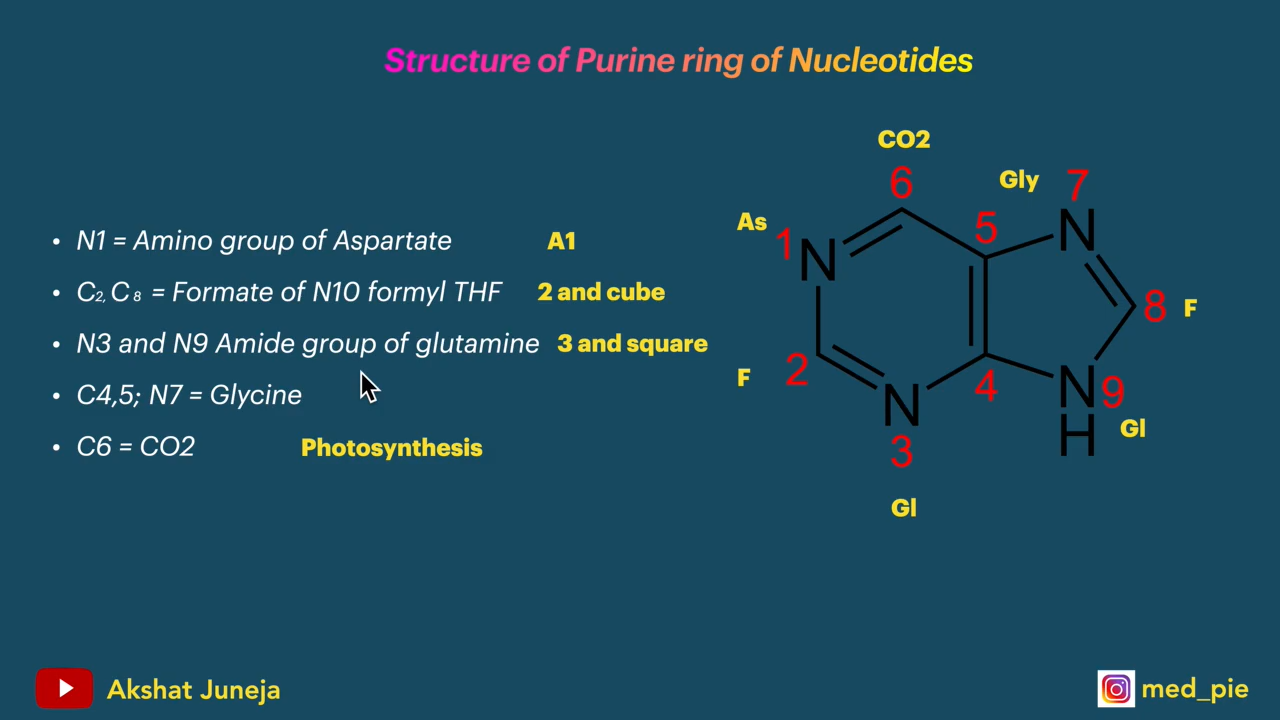 Structure of Purine ring of Nucleotides
• N1 = Amino group of Aspartate A1
• C2, C8 = Formate of N10 formyl THF 2 and cube
• N3 and N9 Amide group of glutamine 3 and square
• C4,5; N7 = Glycine
• C6 = CO2 Photosynthesis
CO2
6
Gly
7
As
1
N
5
N
8
F
F
2
N
4
N
9
H
Gl
3
Gl
Akshat Juneja
med_pie